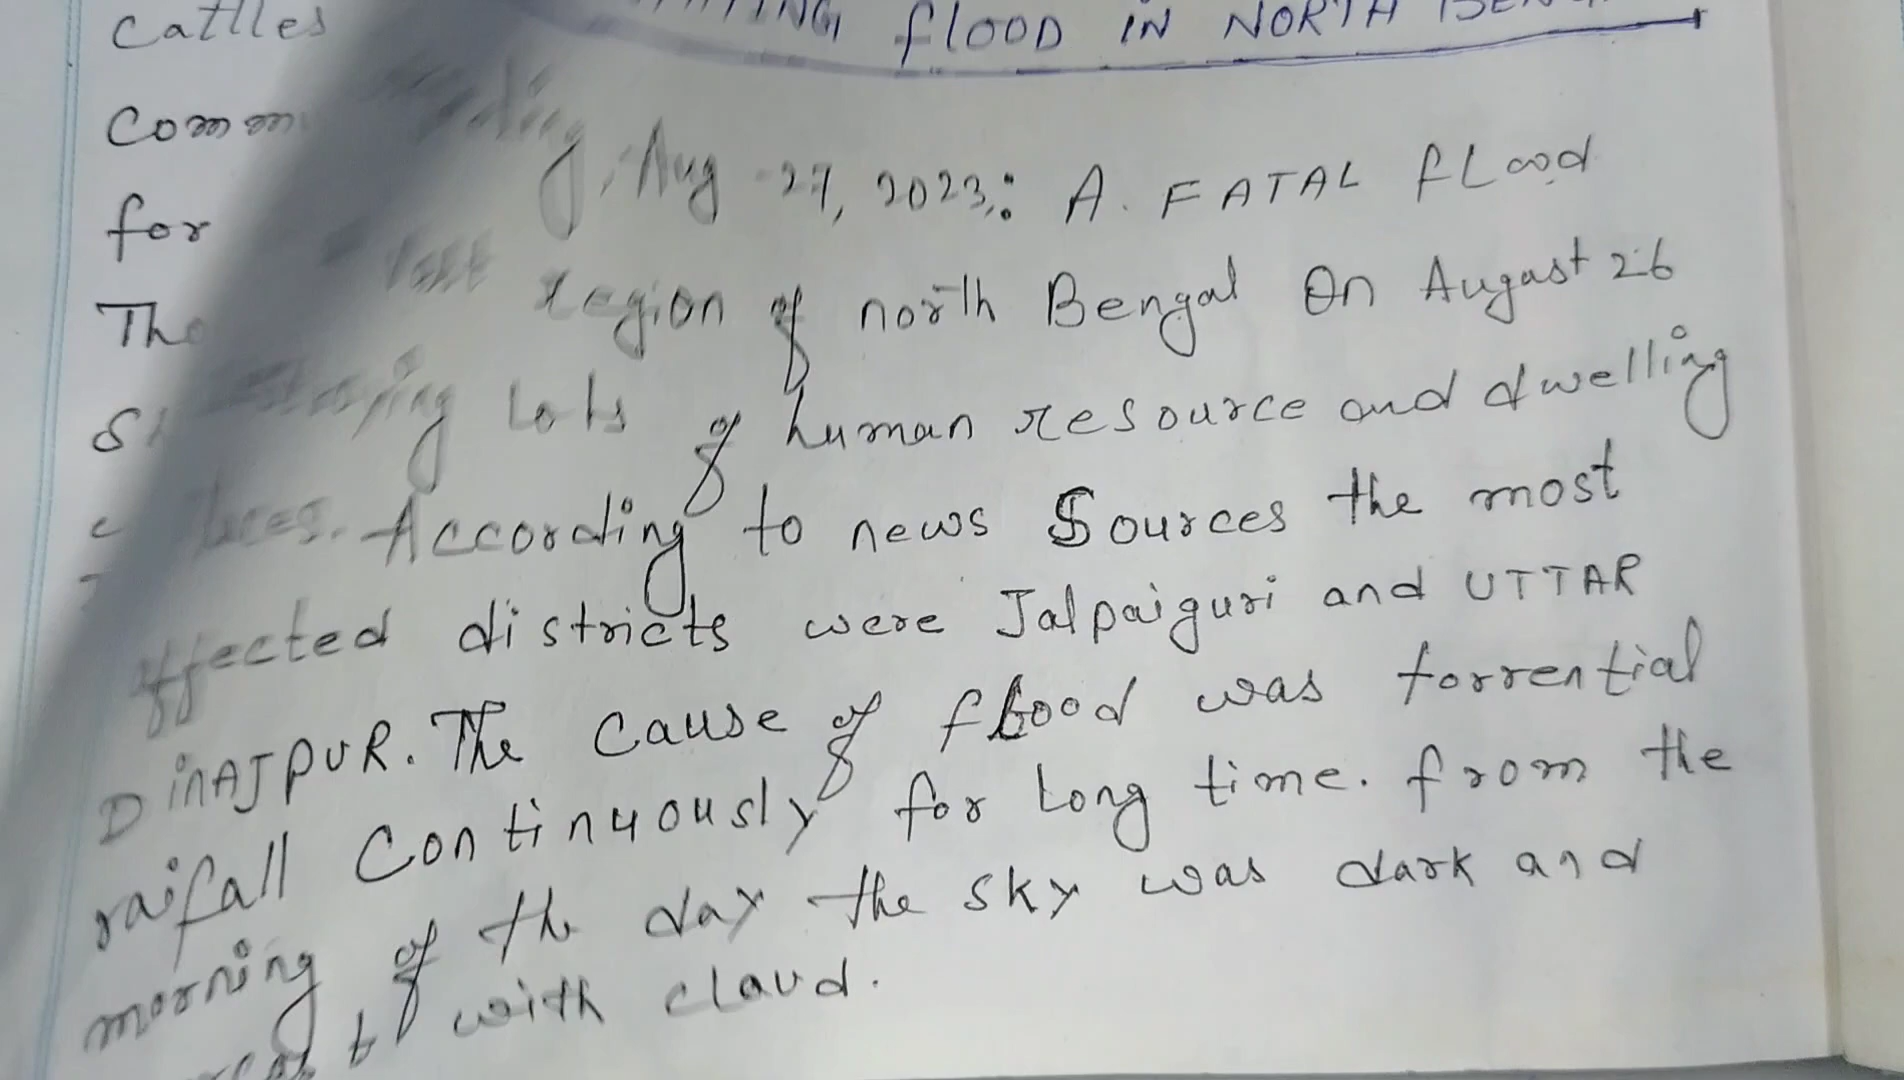 cattles
flOOD IN NORTH
Comm
Aug -27, 2023,: A. FATAL fLood
for
region of north Bengal On Augast 26
The
Lots of human resource and dwelling
According to news Sources the most
effected districts were Jalpaiguri and UTTAR
DinAJpUR. The cause of flood was torrential
raifall Continuously for Long time. from the
morning of the day the sky was dark and
with claud.